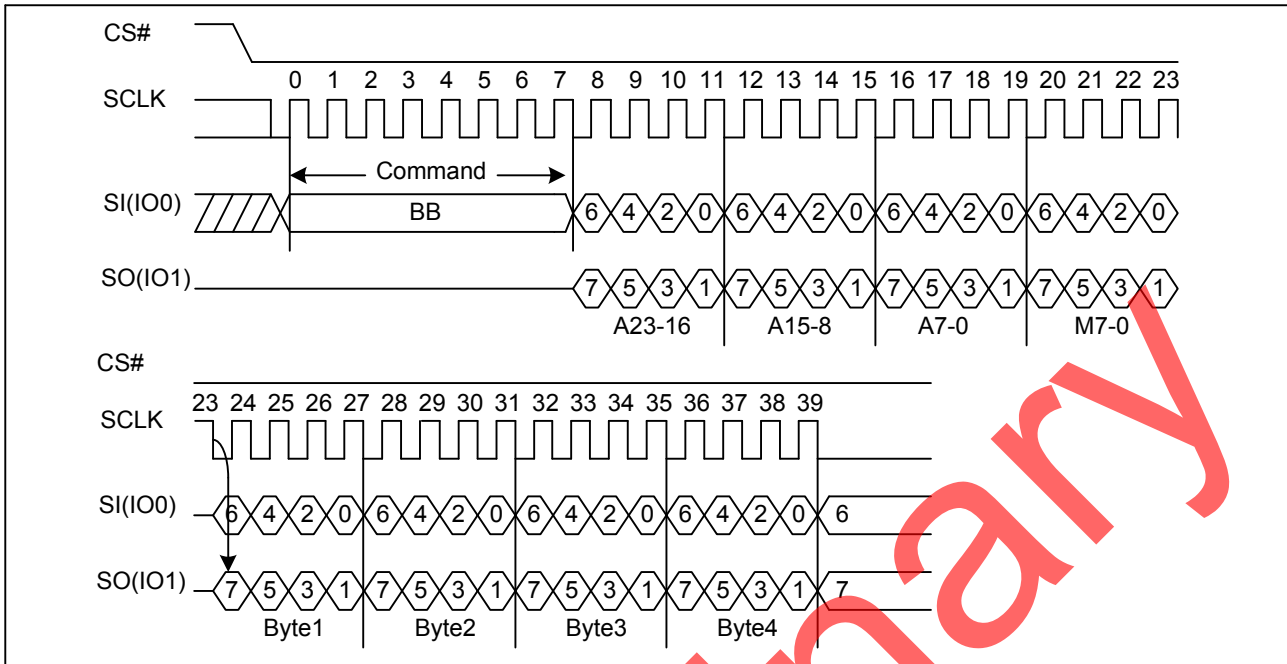 CS#
0 1 2 3 4 5 6 7 8 9 10 11 12 13 14 15 16 17 18 19 20 21 22 23
SCLK
Command
SI(IO0) BB 6 4 2 0 6 4 2 0 6 4 2 0 6 4 2 0
SO(IO1) 7 5 3 1 7 5 3 1 7 5 3 1 7 5 3 1
A23-16 A15-8 A7-0 M7-0
CS#
23 24 25 26 27 28 29 30 31 32 33 34 35 36 37 38 39
SCLK
SI(IO0) 6 4 2 0 6 4 2 0 6 4 2 0 6 4 2 0 6
SO(IO1) 7 5 3 1 7 5 3 1 7 5 3 1 7 5 3 1 7
Byte1 Byte2 Byte3 Byte4
nary